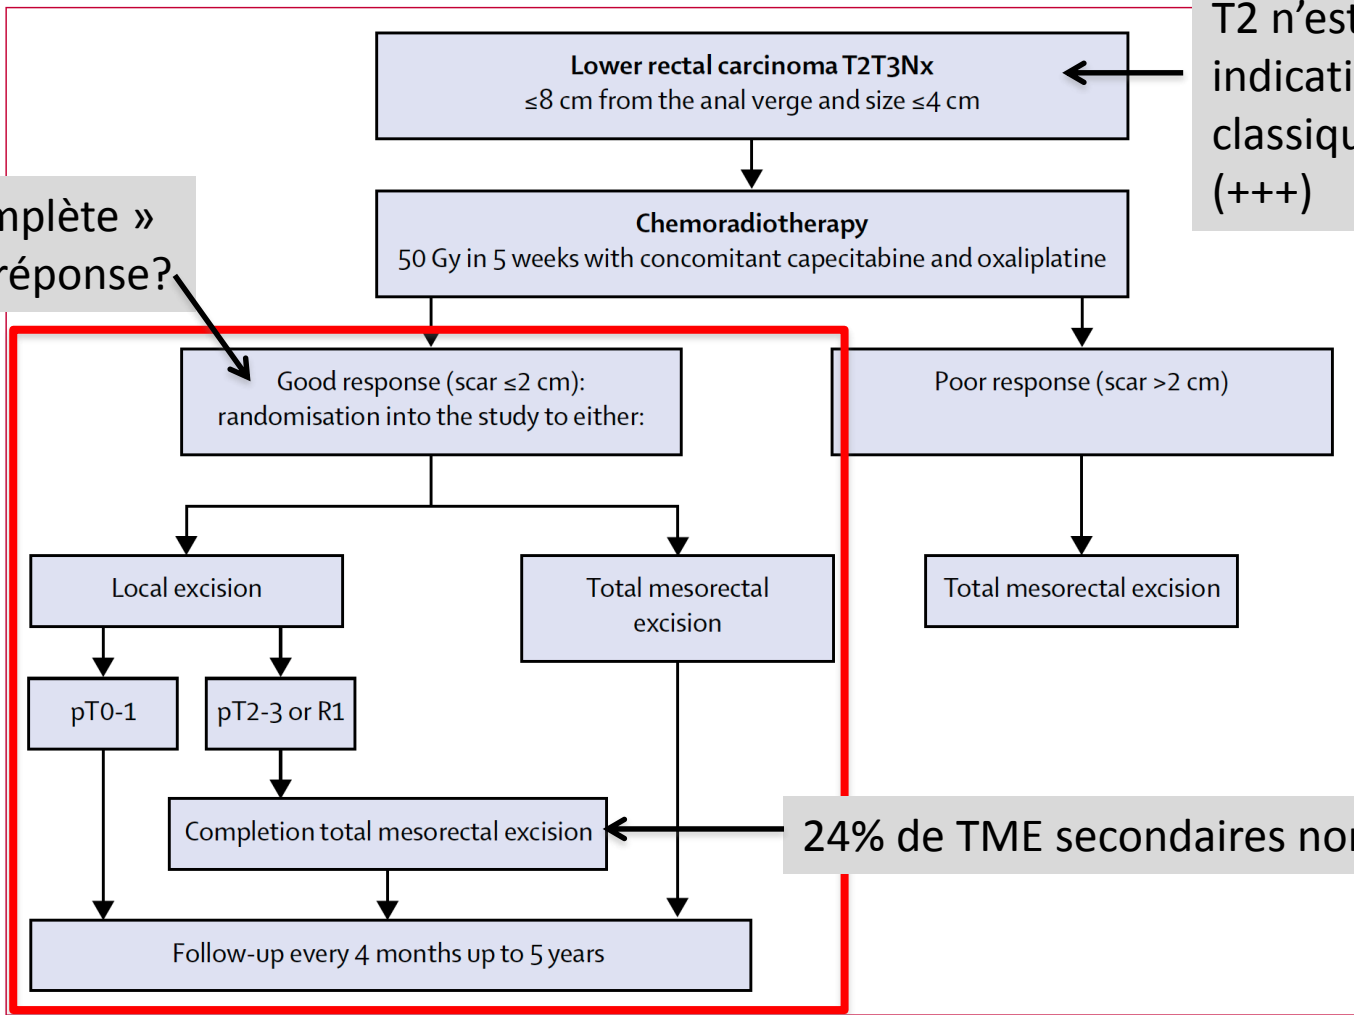 T2 n'est
classiqu
(+++)
Lower rectal carcinoma T2T3Nx
≤8 cm from the anal verge and size ≤4 cm
Chemoradiotherapy
50 Gy in 5 weeks with concomitant capecitabine and oxaliplatine
mplète »
réponse?
Good response (scar ≤2 cm):
randomisation into the study to either:
Poor response (scar >2 cm)
Local excision
Total mesorectal
excision
Total mesorectal excision
pT0-1
pT2-3 or R1
Completion total mesorectal excision
24% de TME secondaires
Follow-up every 4 months up to 5 years